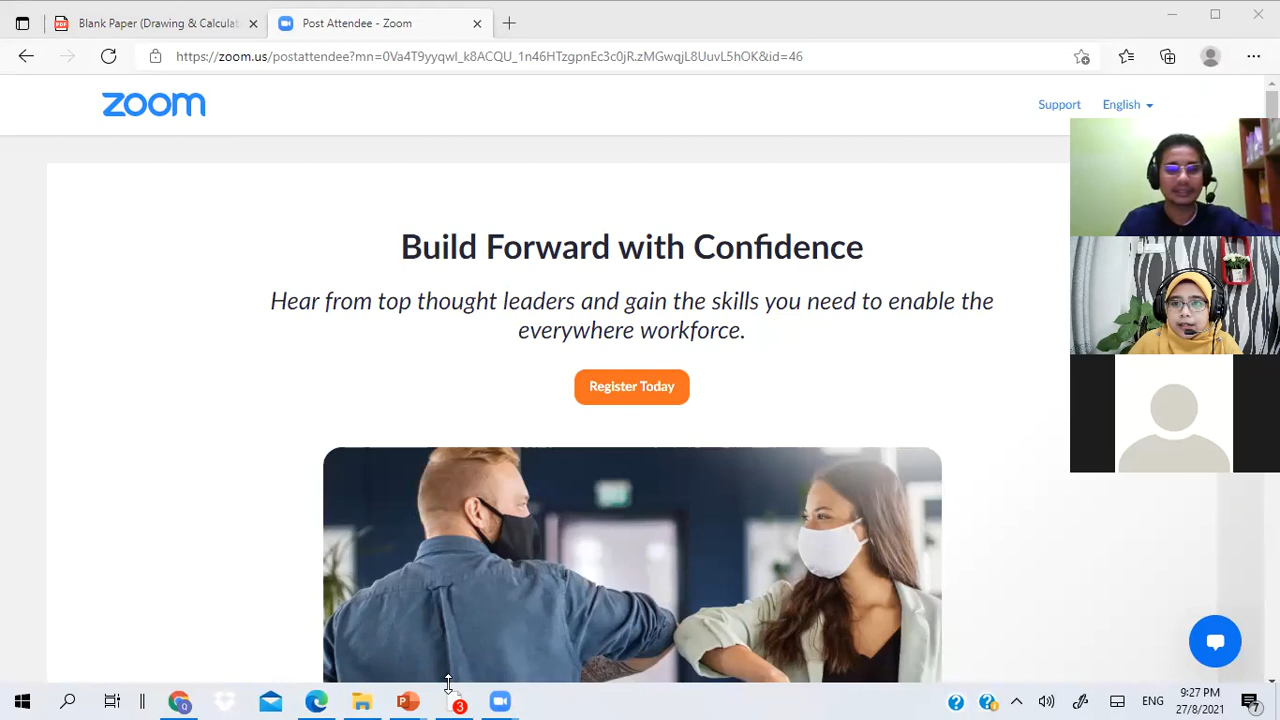 Blank Paper (Drawing & Calculat
Post Attendee - Zoom
https://zoom.us/postattendee?mn=0Va4T9yyqwl_k8ACQU_1n46HTzgpnEc3c0jR.zMGwqjL8UuvL5hOK&id=46
zoom
Support
English
Build Forward with Confidence
Hear from top thought leaders and gain the skills you need to enable the
everywhere workforce.
Register Today
3
ENG
9:27 PM
27/8/2021
7